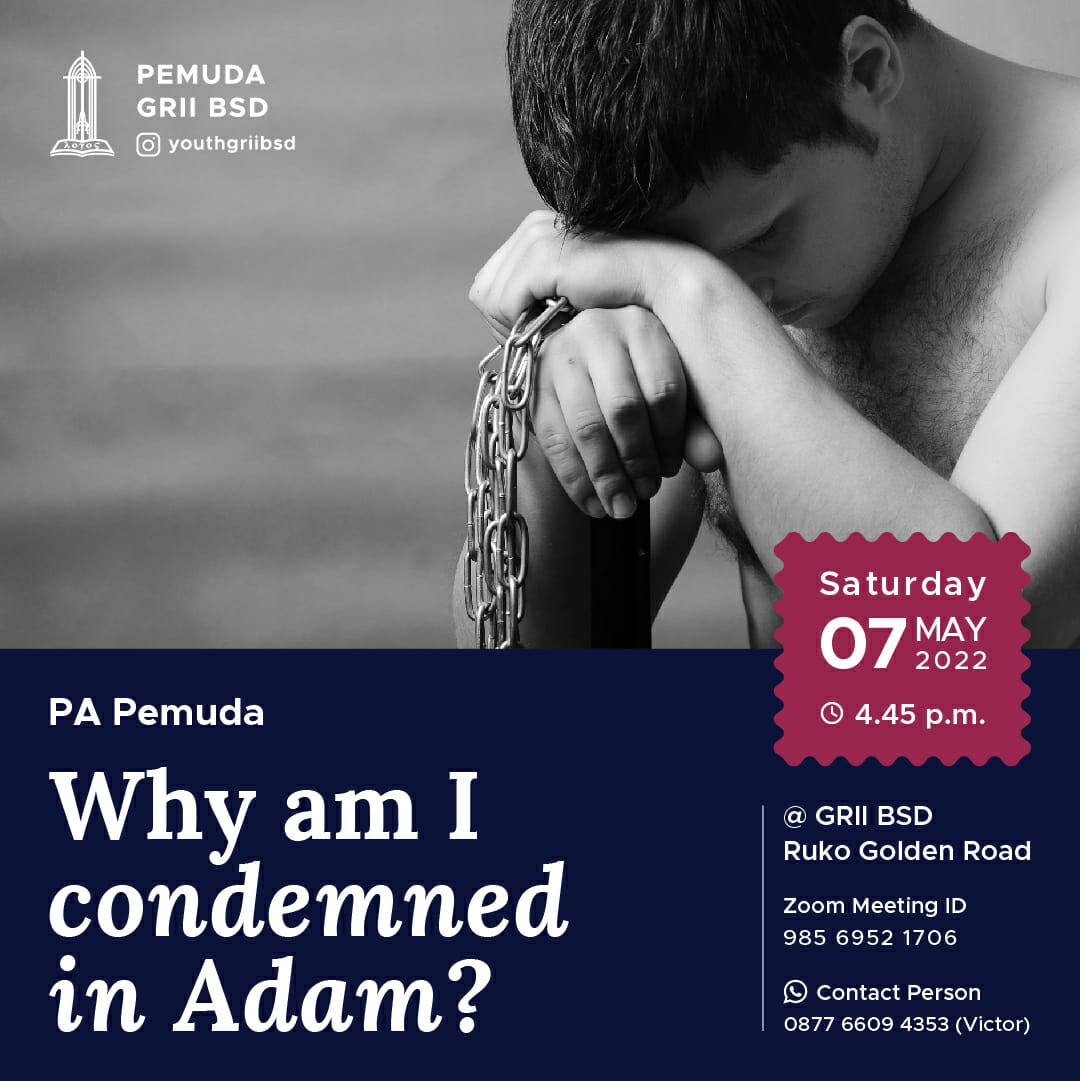 PEMUDA
GRII BSD
youthgriibsd
λογος
Saturday
07 MAY
2022
4.45 p.m.
PA Pemuda
Why am I
condemned
in Adam?
@ GRII BSD
Ruko Golden Road
Zoom Meeting ID
985 6952 1706
Contact Person
0877 6609 4353 (Victor)